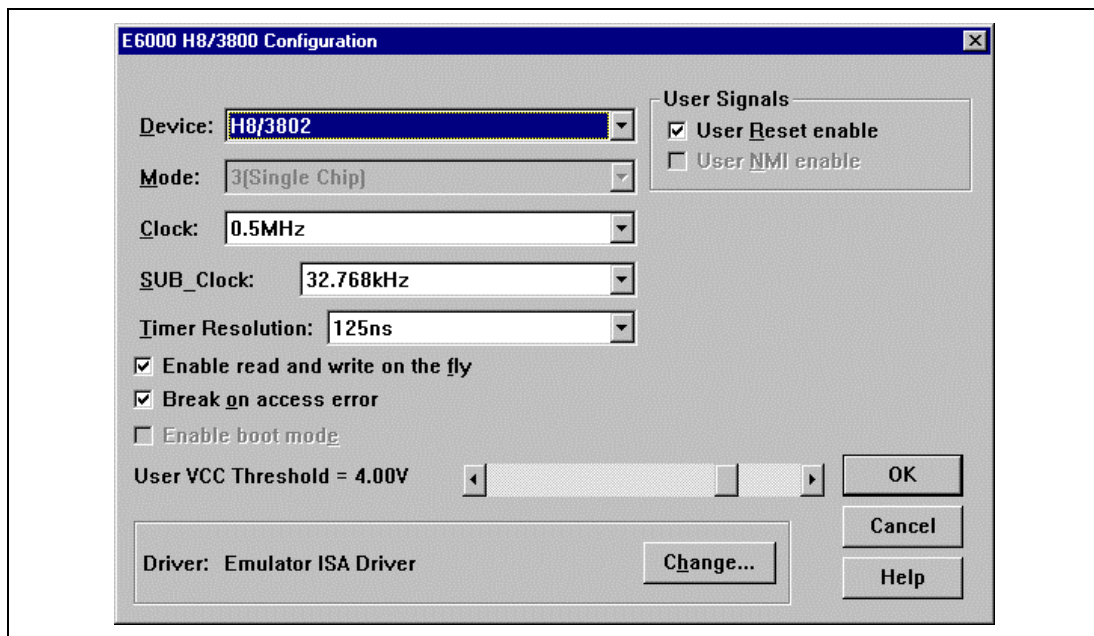 E6000 H8/3800 Configuration
Device: H8/3802
Mode: 3(Single Chip)
Clock: 0.5MHz
SUB_Clock: 32.768kHz
Timer Resolution: 125ns
Enable read and write on the fly
Break on access error
Enable boot mode
User VCC Threshold = 4.00V
Driver: Emulator ISA Driver
Change...
User Signals
User Reset enable
User NMI enable
OK
Cancel
Help